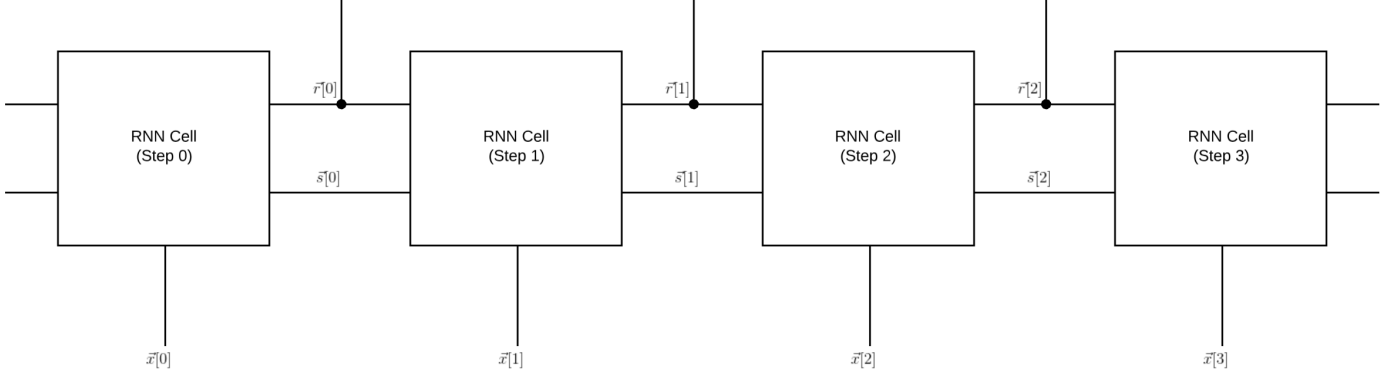 r⃗[0]
r⃗[1]
r⃗[2]
RNN Cell
(Step 0)
RNN Cell
(Step 1)
RNN Cell
(Step 2)
RNN Cell
(Step 3)
s⃗[0]
s⃗[1]
s⃗[2]
x⃗[0]
x⃗[1]
x⃗[2]
x⃗[3]